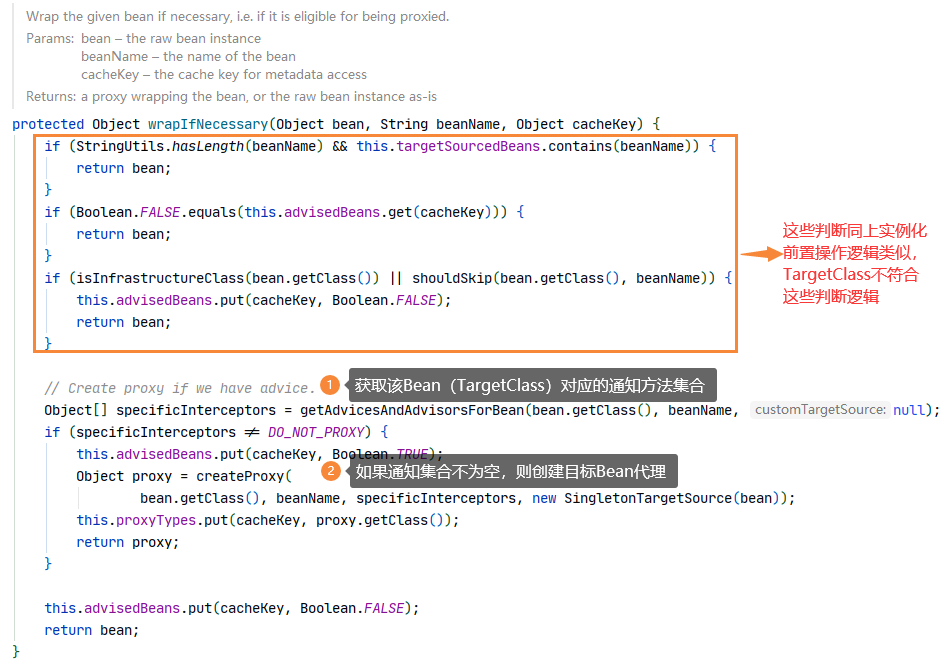 Wrap the given bean if necessary, i.e. if it is eligible for being proxied.
Params: bean – the raw bean instance
beanName – the name of the bean
cacheKey – the cache key for metadata access
Returns: a proxy wrapping the bean, or the raw bean instance as-is
protected Object wrapIfNecessary(Object bean, String beanName, Object cacheKey) {
if (StringUtils.hasLength(beanName) && this.targetSourcedBeans.contains(beanName)) {
return bean;
}
if (Boolean.FALSE.equals(this.advisedBeans.get(cacheKey))) {
return bean;
}
if (isInfrastructureClass(bean.getClass()) || shouldSkip(bean.getClass(), beanName)) {
this.advisedBeans.put(cacheKey, Boolean.FALSE);
return bean;
}
这些判断同上实例化
前置操作逻辑类似,
TargetClass不符合
这些判断逻辑
// Create proxy if we have advice. 1 获取该Bean（TargetClass）对应的通知方法集合
Object[] specificInterceptors = getAdvicesAndAdvisorsForBean(bean.getClass(), beanName, customTargetSource: null);
if (specificInterceptors ≠ DO_NOT_PROXY) {
this.advisedBeans.put(cacheKey, Boolean.TRUE);
Object proxy = createProxy( 2 如果通知集合不为空，则创建目标Bean代理
bean.getClass(), beanName, specificInterceptors, new SingletonTargetSource(bean));
this.proxyTypes.put(cacheKey, proxy.getClass());
return proxy;
}
this.advisedBeans.put(cacheKey, Boolean.FALSE);
return bean;
}